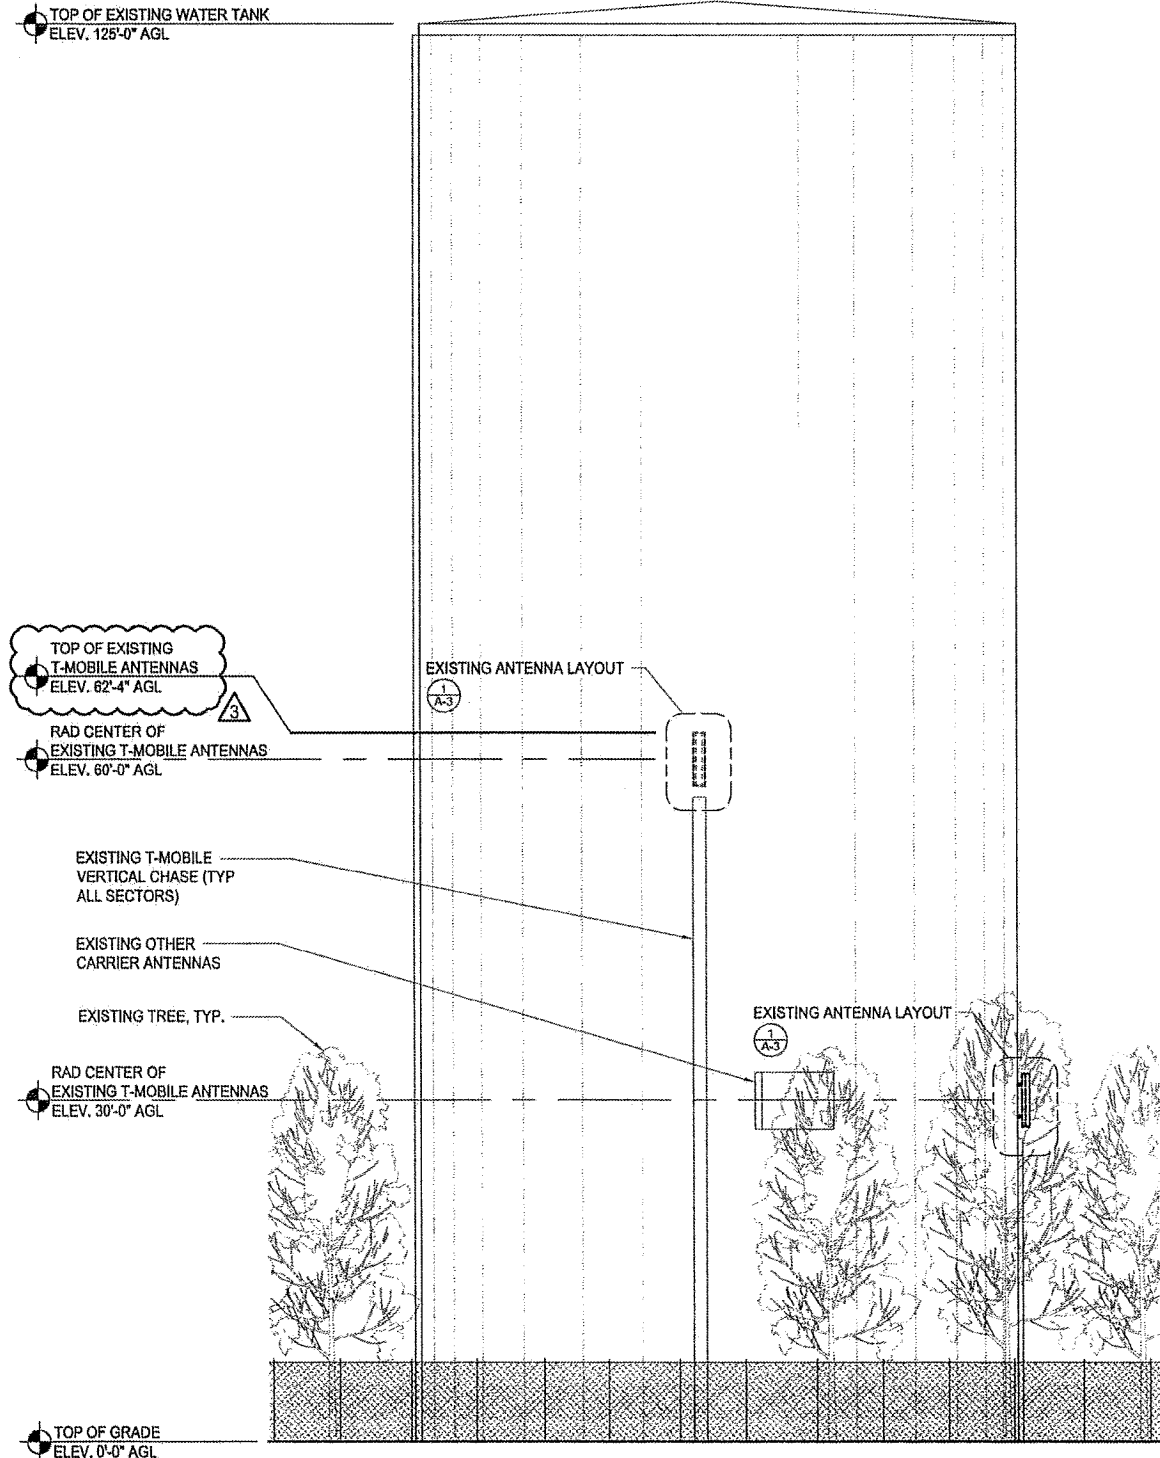 TOP OF EXISTING WATER TANK
ELEV. 125'-0" AGL
TOP OF EXISTING
T-MOBILE ANTENNAS
ELEV. 62'-4" AGL
3
EXISTING ANTENNA LAYOUT
1
A-3
RAD CENTER OF
EXISTING T-MOBILE ANTENNAS
ELEV. 60'-0" AGL
EXISTING T-MOBILE
VERTICAL CHASE (TYP
ALL SECTORS)
EXISTING OTHER
CARRIER ANTENNAS
EXISTING TREE, TYP.
EXISTING ANTENNA LAYOUT
1
A-3
RAD CENTER OF
EXISTING T-MOBILE ANTENNAS
ELEV. 30'-0" AGL
TOP OF GRADE
ELEV. 0'-0" AGL